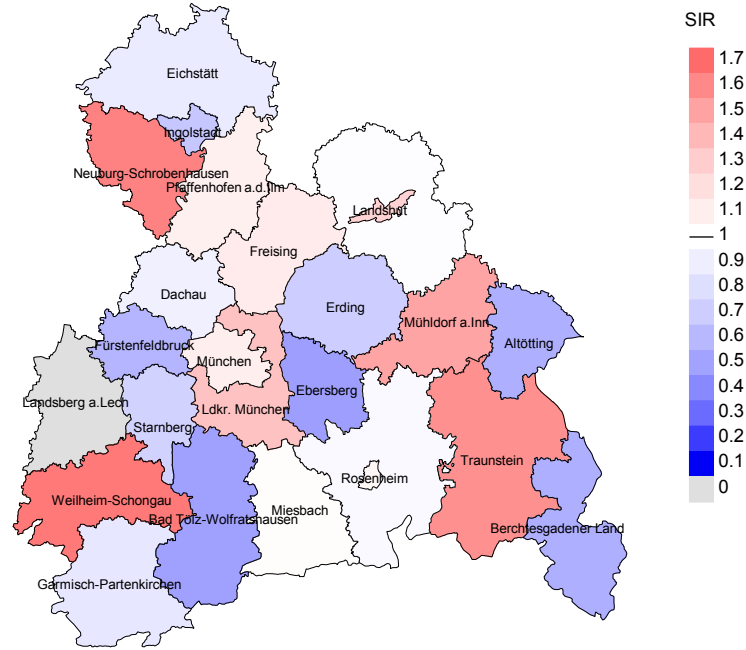 SIR
1.7
1.6
1.5
1.4
1.3
1.2
1.1
1
0.9
0.8
0.7
0.6
0.5
0.4
0.3
0.2
0.1
0
Eichstätt
Ingolstadt
Neuburg-Schrobenhausen
Pfaffenhofen a.d.Ilm
Landshut
Freising
Dachau
Erding
Mühldorf a.Inn
Altötting
Fürstenfeldbruck
München
Ebersberg
Landsberg a.Lech
Ldkr. München
Starnberg
Traunstein
Rosenheim
Weilheim-Schongau
Miesbach
Bad Tölz-Wolfratshausen
Berchtesgadener Land
Garmisch-Partenkirchen